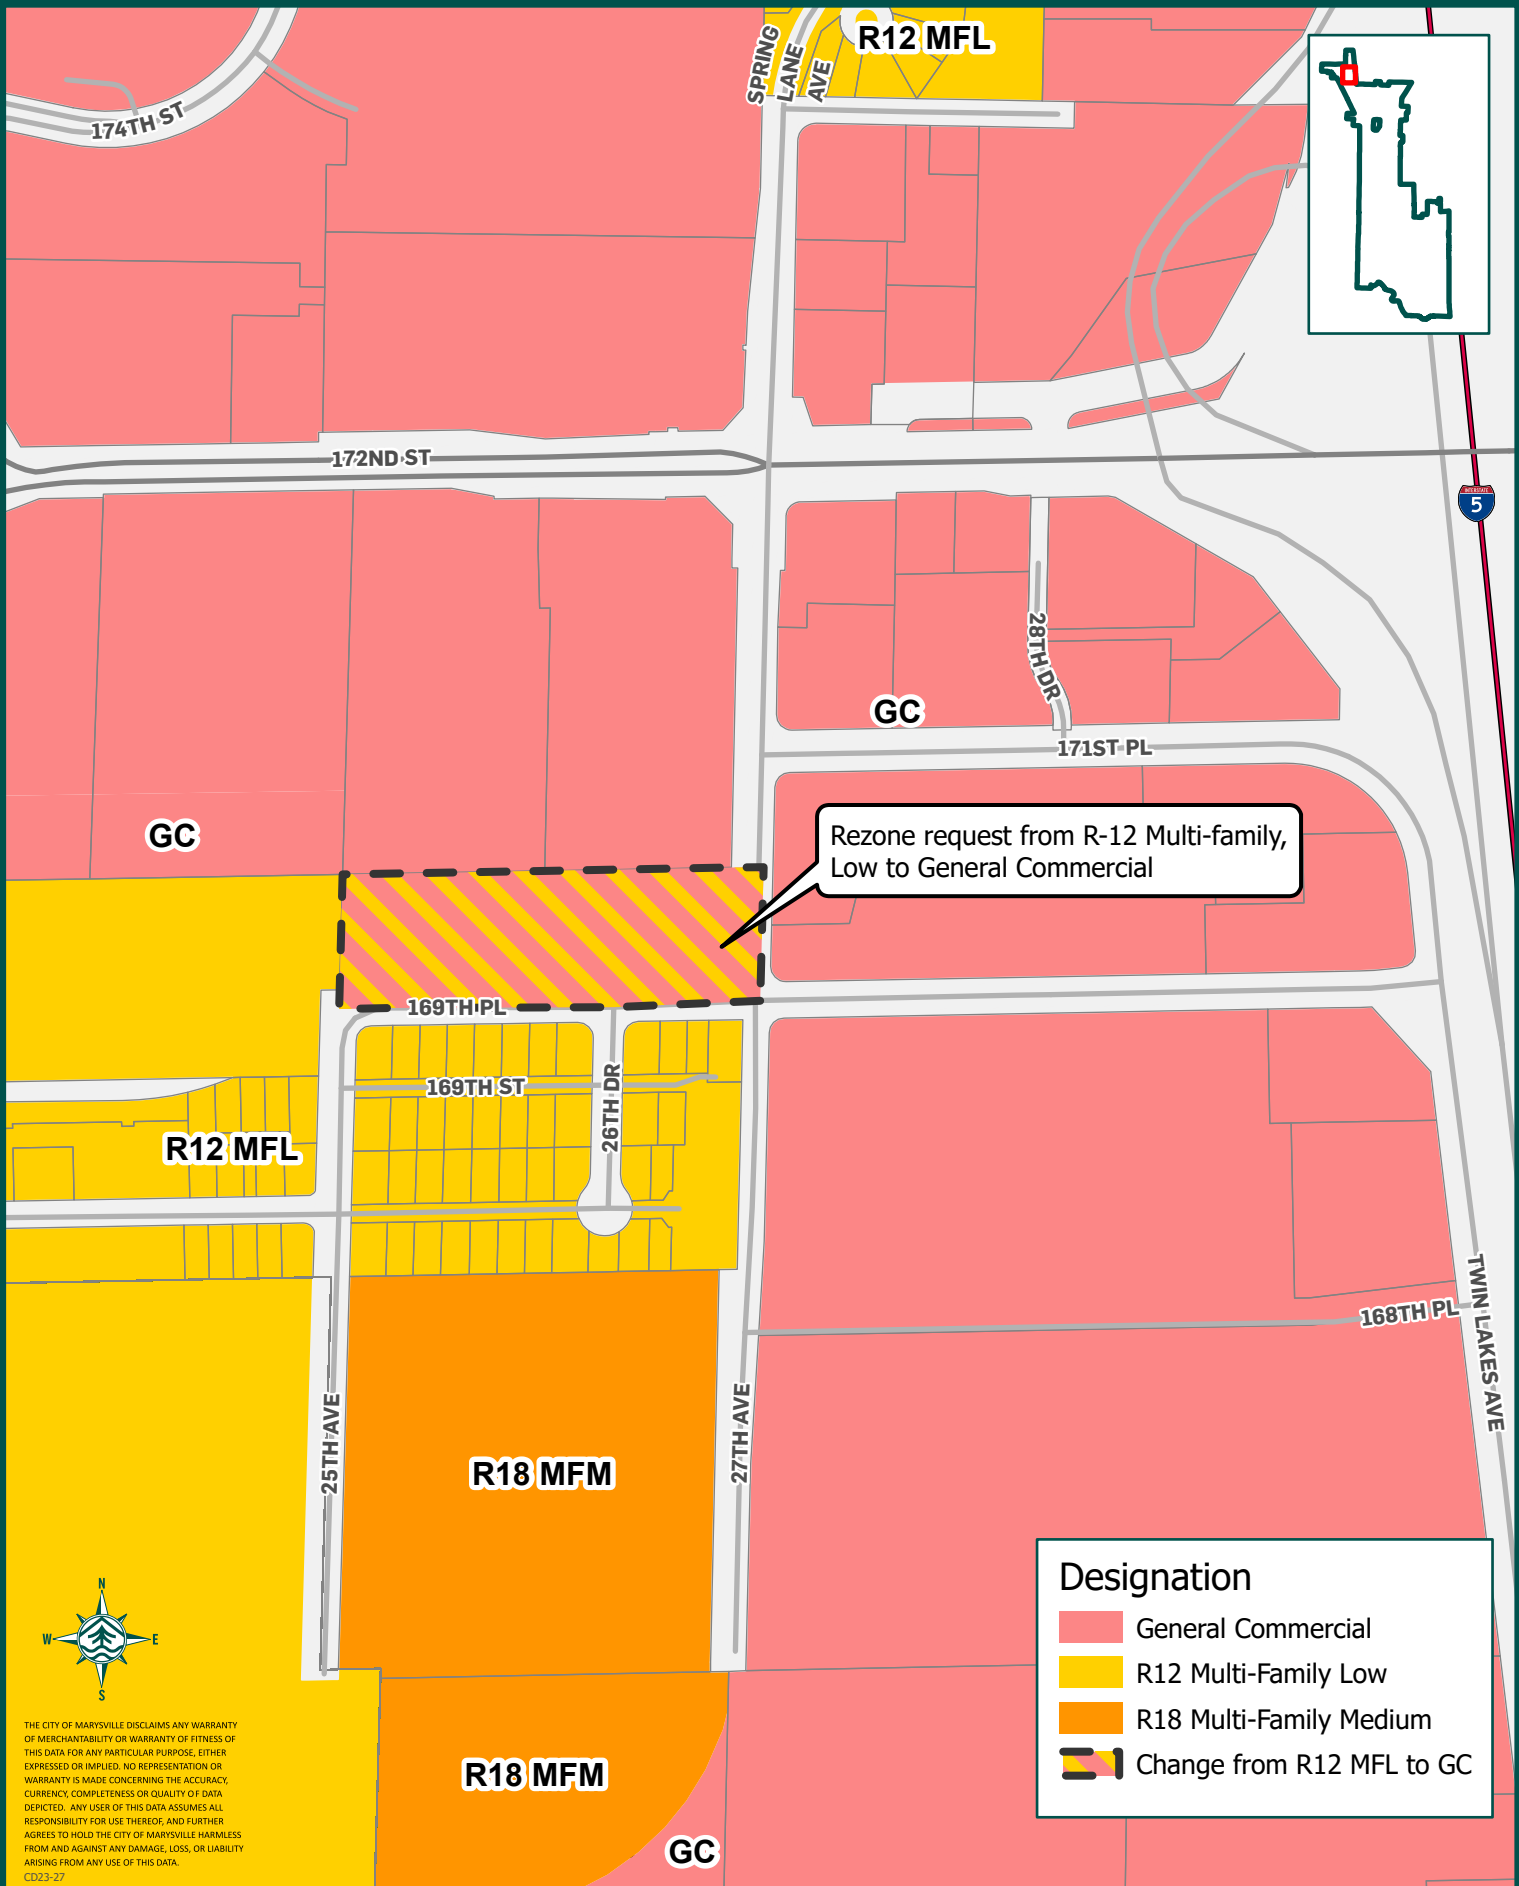 R12 MFL
SPRING
LANE
AVE
174TH ST
172ND ST
INTERSTATE
5
28TH DR
GC
171ST PL
GC
Rezone request from R-12 Multi-family,
Low to General Commercial
169TH PL
169TH ST
26TH DR
R12 MFL
TWIN LAKES AVE
168TH PL
25TH AVE
27TH AVE
R18 MFM
Designation
General Commercial
R12 Multi-Family Low
R18 Multi-Family Medium
Change from R12 MFL to GC
N
W
E
S
R18 MFM
GC
THE CITY OF MARYSVILLE DISCLAIMS ANY WARRANTY
OF MERCHANTABILITY OR WARRANTY OF FITNESS OF
THIS DATA FOR ANY PARTICULAR PURPOSE, EITHER
EXPRESSED OR IMPLIED. NO REPRESENTATION OR
WARRANTY IS MADE CONCERNING THE ACCURACY,
CURRENCY, COMPLETENESS OR QUALITY OF DATA
DEPICTED. ANY USER OF THIS DATA ASSUMES ALL
RESPONSIBILITY FOR USE THEREOF, AND FURTHER
AGREES TO HOLD THE CITY OF MARYSVILLE HARMLESS
FROM AND AGAINST ANY DAMAGE, LOSS, OR LIABILITY
ARISING FROM ANY USE OF THIS DATA.
CD23-27